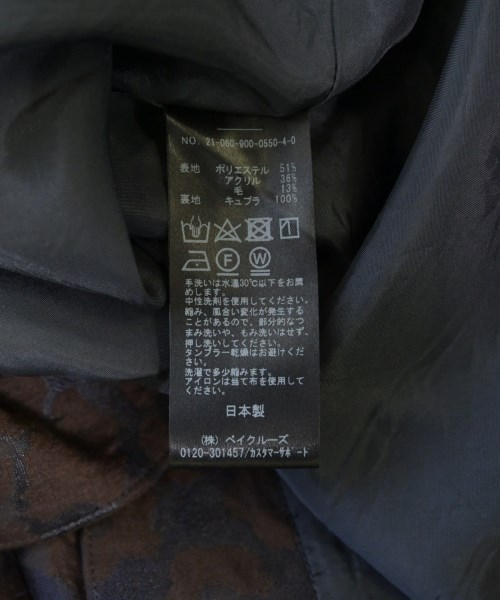 NO. 21-060-900-0550-4-0
表地 ポリエステル 51%
アクリル 36%
毛 13%
裏地 キュプラ 100%
F W
手洗いは水温30℃以下をお薦
めします。
中性洗剤を使用してください。
縮み、風合い変化が発生する
ことがあるので、部分的なつ
まみ洗いや、もみ洗いはせず、
押し洗いしてください。
タンブラー乾燥はお避けくだ
さい。
洗濯で多少縮みます。
アイロンは当て布を使用して
ください。
日本製
(株) ベイクルーズ
0120-301457/カスタマーサポート